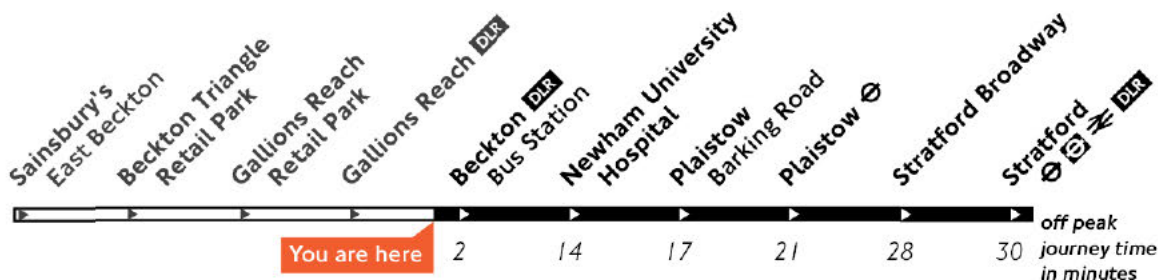 Sainsbury's
East Beckton
Beckton Triangle
Retail Park
Gallions Reach
Retail Park
Gallions Reach DLR
Beckton DLR
Bus Station
Newham University
Hospital
Plaistow
Barking Road
Plaistow
Stratford Broadway
Stratford
DLR
You are here
2 14 17 21 28 30
off peak
journey time
in minutes